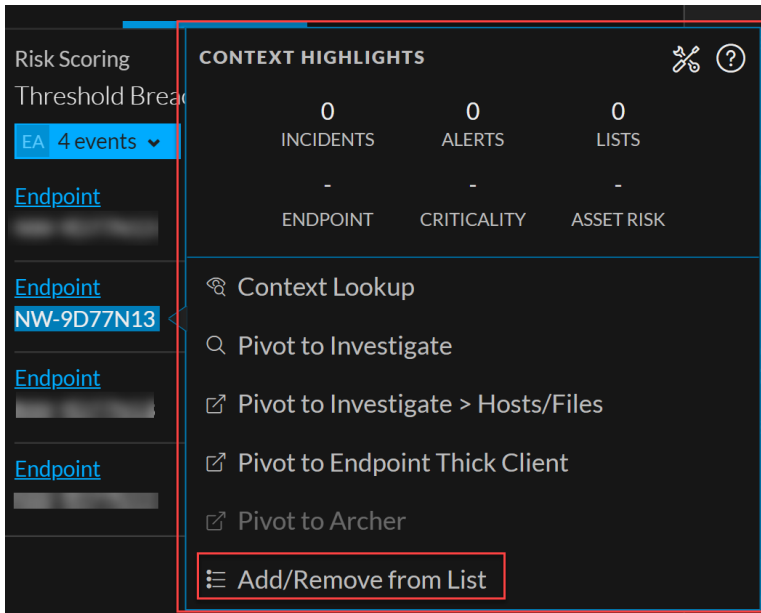 Risk Scoring
Threshold Breac
EA 4 events
Endpoint
Endpoint
NW-9D77N13
Endpoint
Endpoint
CONTEXT HIGHLIGHTS
?
0 0 0
INCIDENTS ALERTS LISTS
- - -
ENDPOINT CRITICALITY ASSET RISK
Context Lookup
Pivot to Investigate
Pivot to Investigate > Hosts/Files
Pivot to Endpoint Thick Client
Pivot to Archer
Add/Remove from List